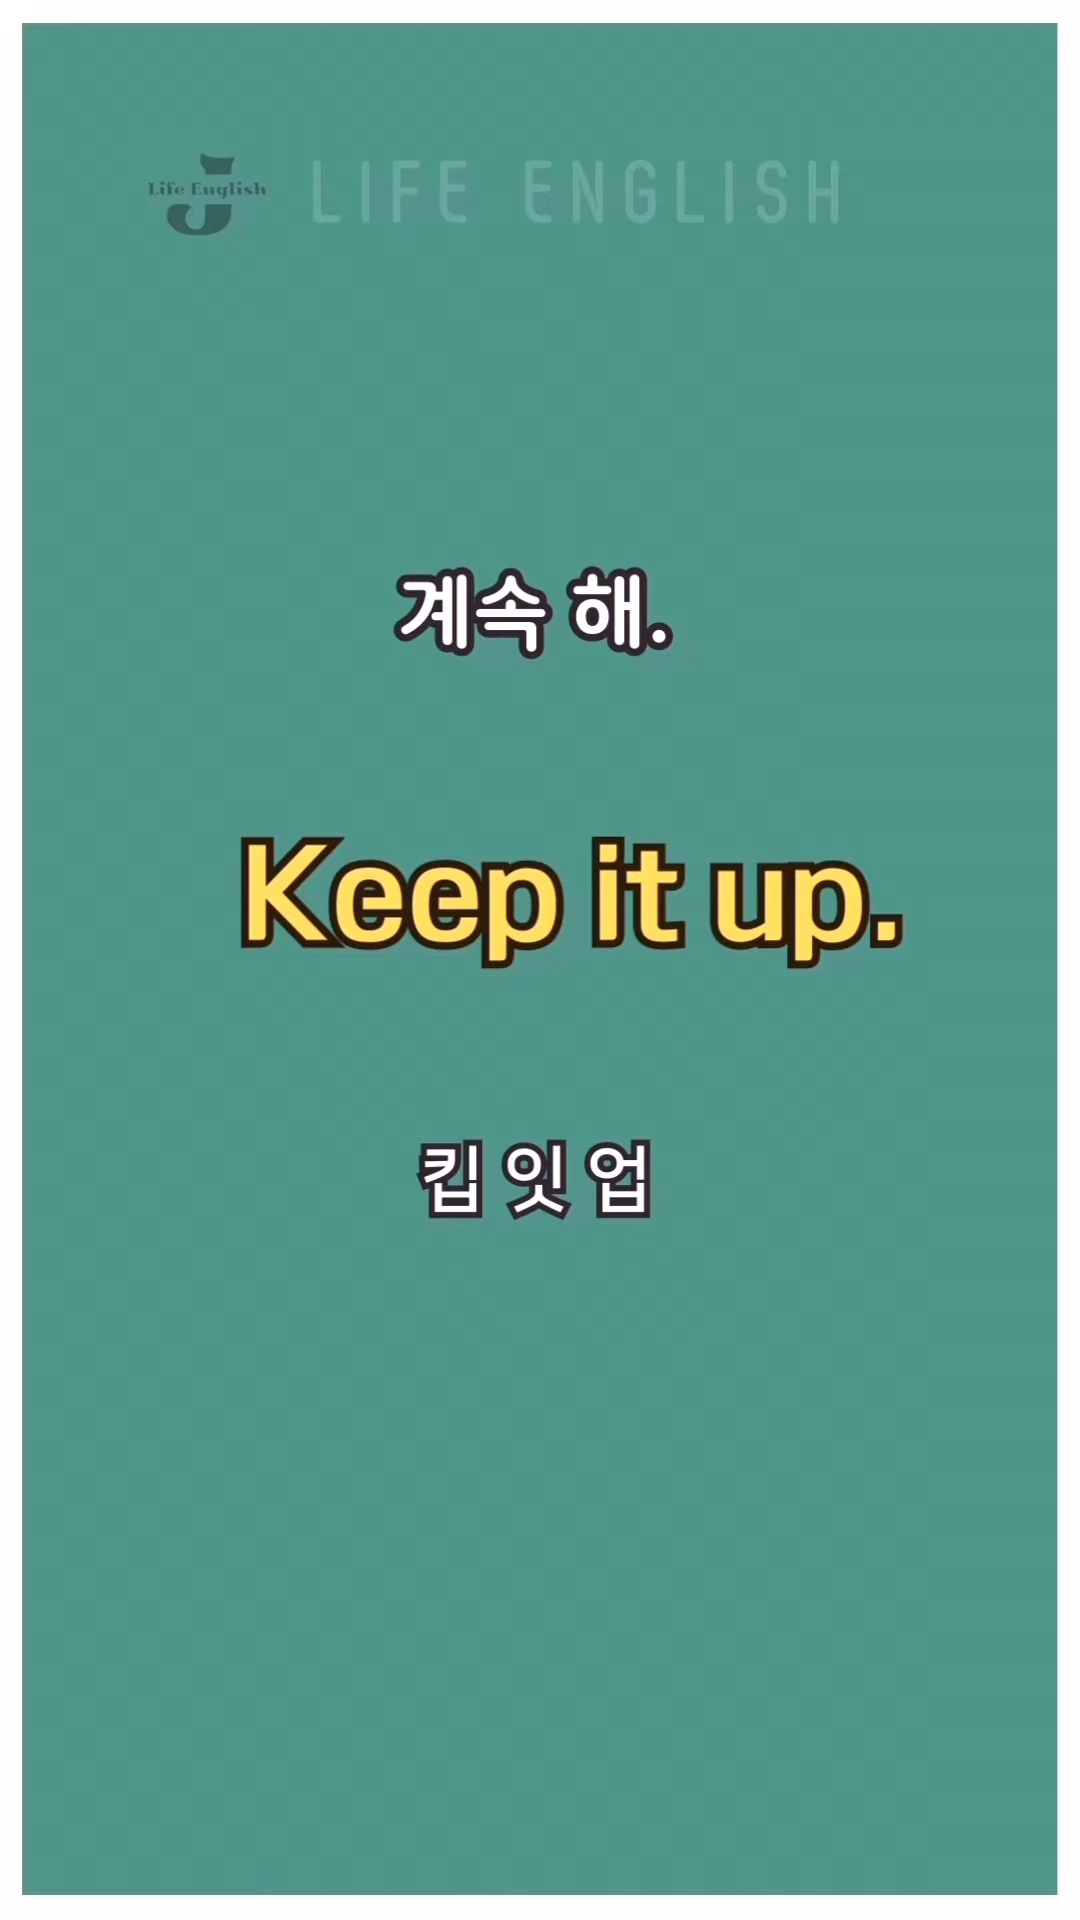 Life English
LIFE ENGLISH
계속 해.
Keep it up.
킵 잇 업